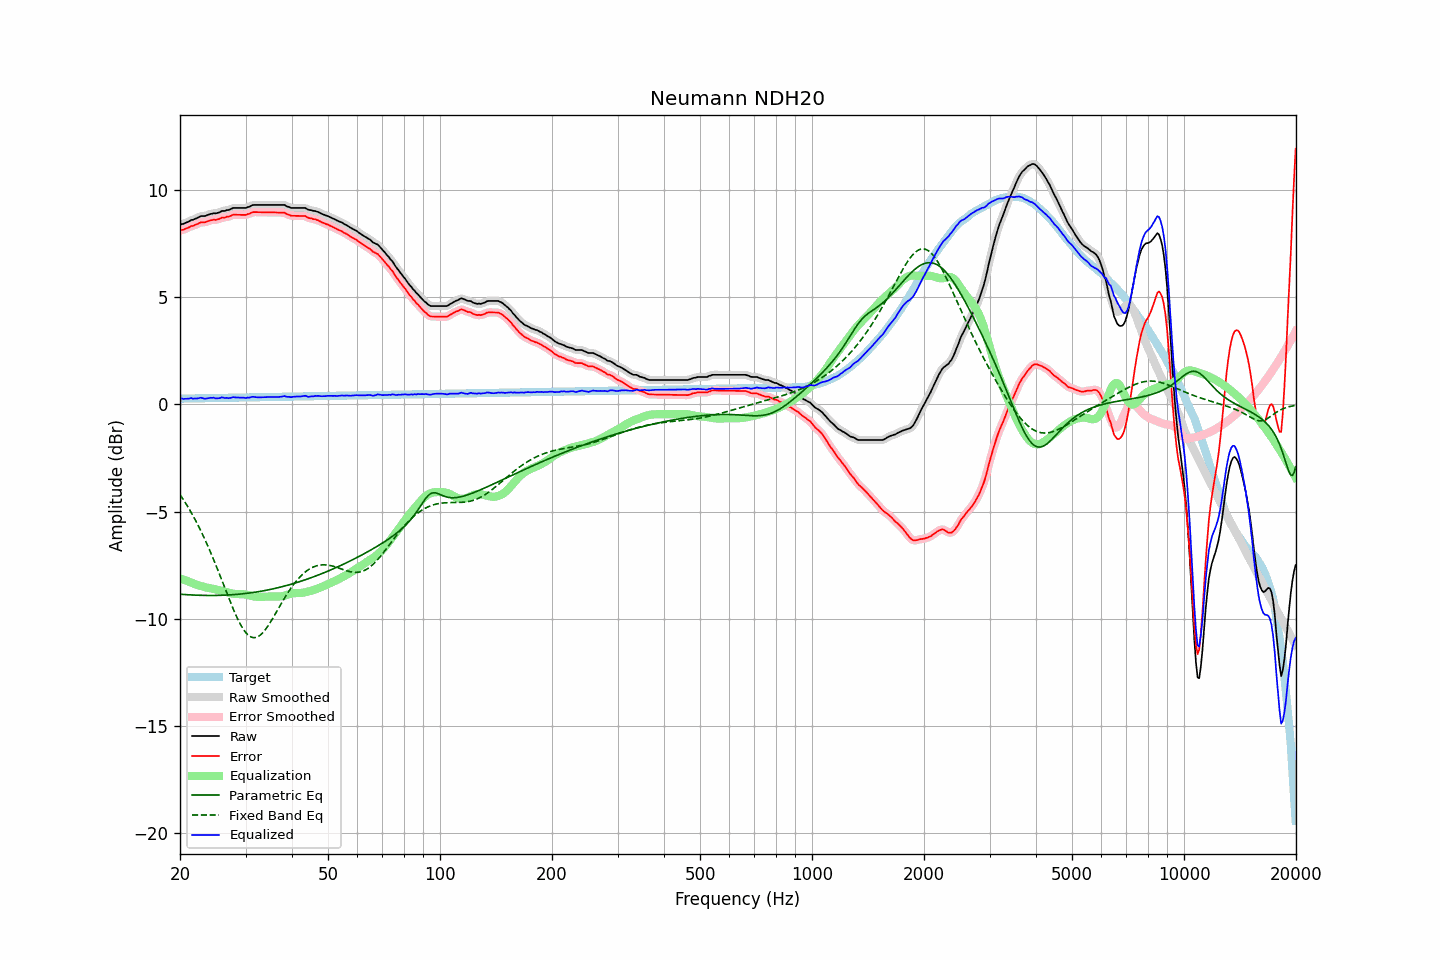 Neumann NDH20
Amplitude (dBr)
10
5
0
−5
−10
−15
−20
Target
Raw Smoothed
Error Smoothed
Raw
Error
Equalization
Parametric Eq
Fixed Band Eq
Equalized
20 50 100 200 500 1000 2000 5000 10000 20000
Frequency (Hz)